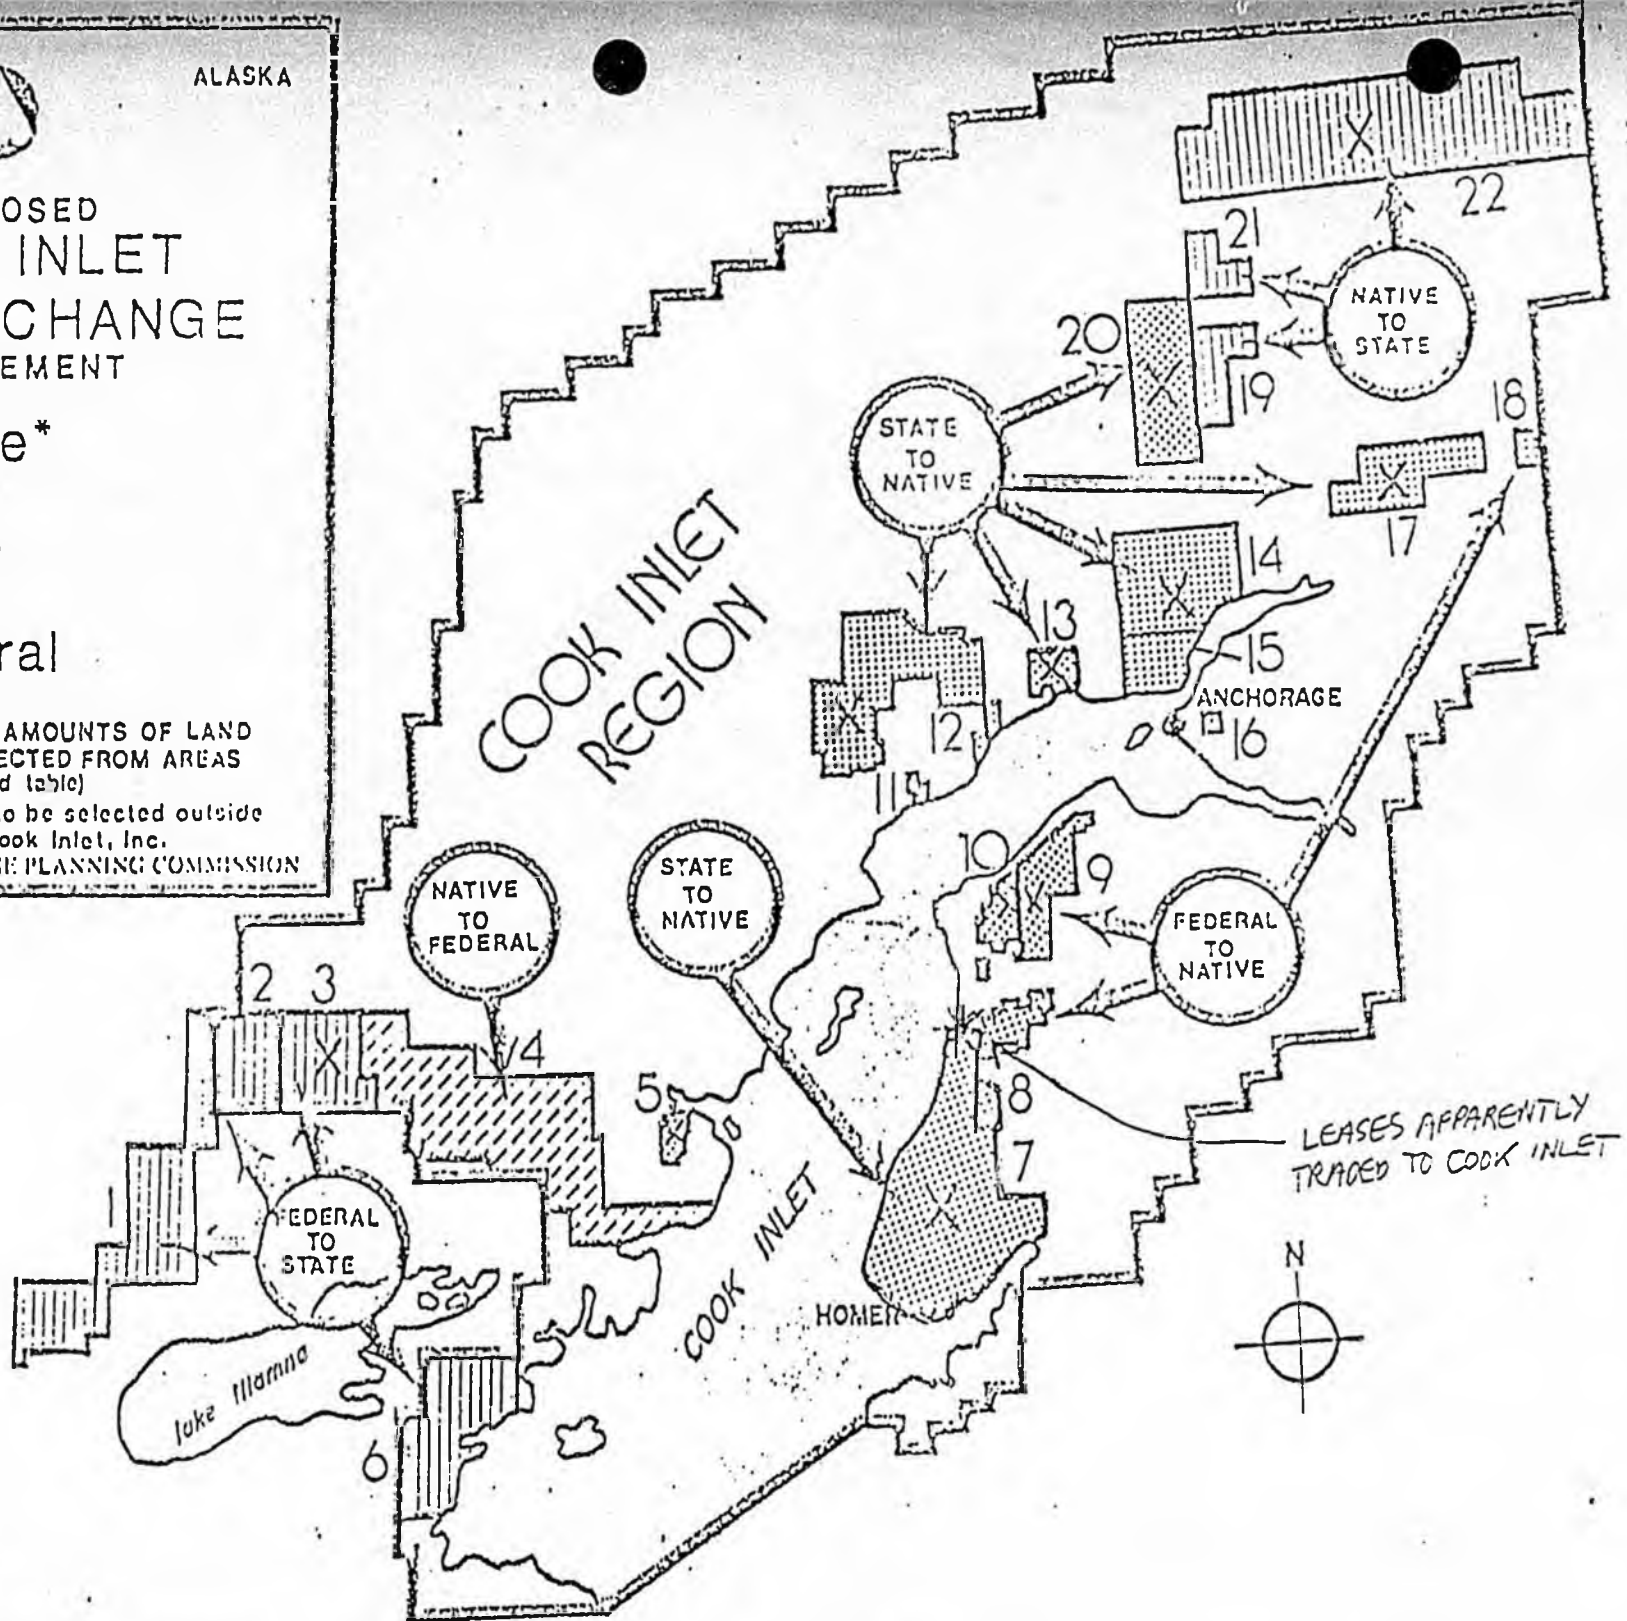 ALASKA
OSED
INLET
CHANGE
EMENT
e*
ral
AMOUNTS OF LAND
ECTED FROM AREAS
d table)
o be selected outside
ook Inlet, Inc.
E PLANNING COMMISSION
COOK INLET
REGION
22
21
NATIVE
TO
STATE
20
19
18
STATE
TO
NATIVE
17
14
13
15
ANCHORAGE
16
12
11
10
9
NATIVE
TO
FEDERAL
STATE
TO
NATIVE
FEDERAL
TO
NATIVE
2 3
4
5
8
7
LEASES APPARENTLY
TRADED TO COOK INLET
EDERAL
TO
STATE
COOK INLET
HOMER
N
lake Iliamna
6